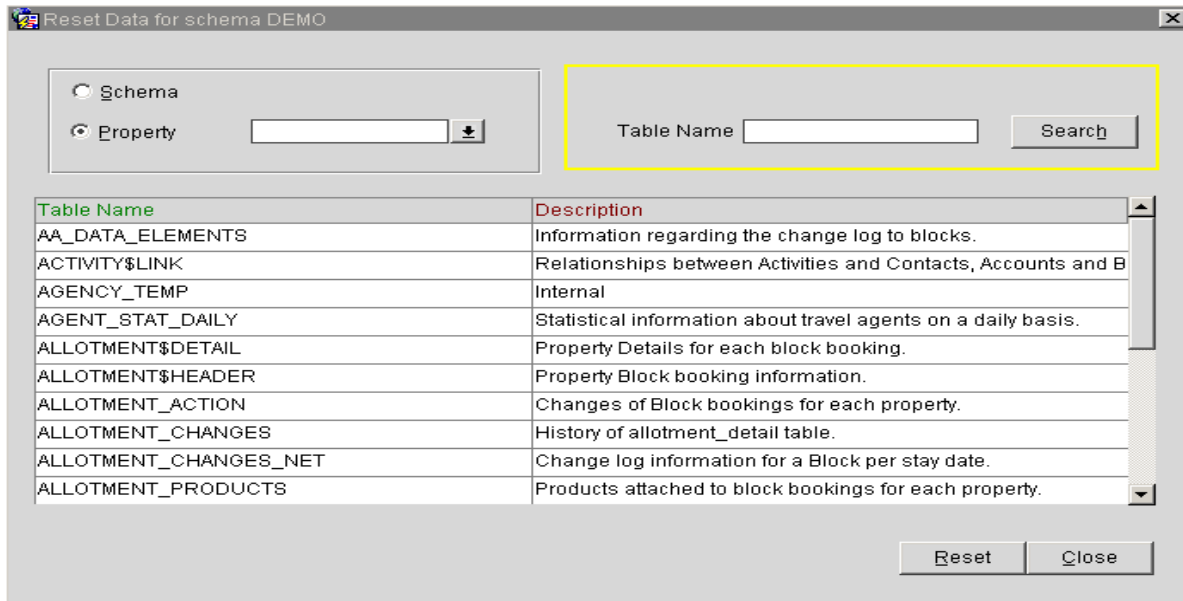 Reset Data for schema DEMO
Schema
Property
Table Name Search
Table Name Description
AA_DATA_ELEMENTS Information regarding the change log to blocks.
ACTIVITY$LINK Relationships between Activities and Contacts, Accounts and B
AGENCY_TEMP Internal
AGENT_STAT_DAILY Statistical information about travel agents on a daily basis.
ALLOTMENT$DETAIL Property Details for each block booking.
ALLOTMENT$HEADER Property Block booking information.
ALLOTMENT_ACTION Changes of Block bookings for each property.
ALLOTMENT_CHANGES History of allotment_detail table.
ALLOTMENT_CHANGES_NET Change log information for a Block per stay date.
ALLOTMENT_PRODUCTS Products attached to block bookings for each property.
Reset Close